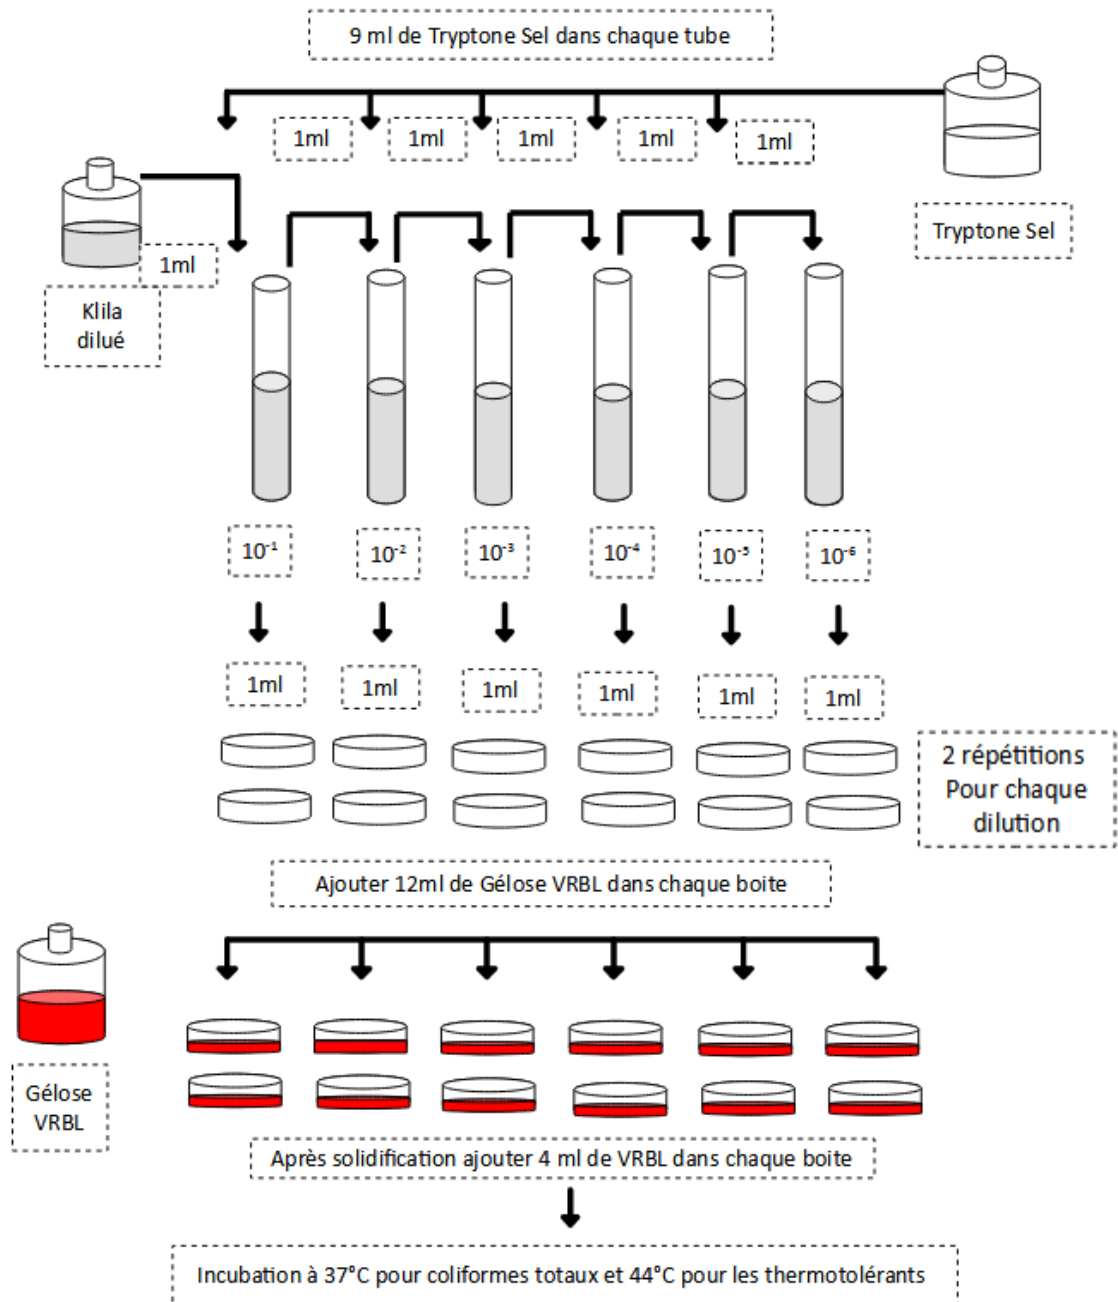 9 ml de Tryptone Sel dans chaque tube
1ml
1ml
1ml
1ml
1ml
Tryptone Sel
1ml
Klila
dilué
10⁻¹
10⁻²
10⁻³
10⁻⁴
10⁻⁵
10⁻⁶
1ml
1ml
1ml
1ml
1ml
1ml
2 répétitions
Pour chaque
dilution
Ajouter 12ml de Gélose VRBL dans chaque boite
Gélose
VRBL
Après solidification ajouter 4 ml de VRBL dans chaque boite
Incubation à 37°C pour coliformes totaux et 44°C pour les thermotolérants